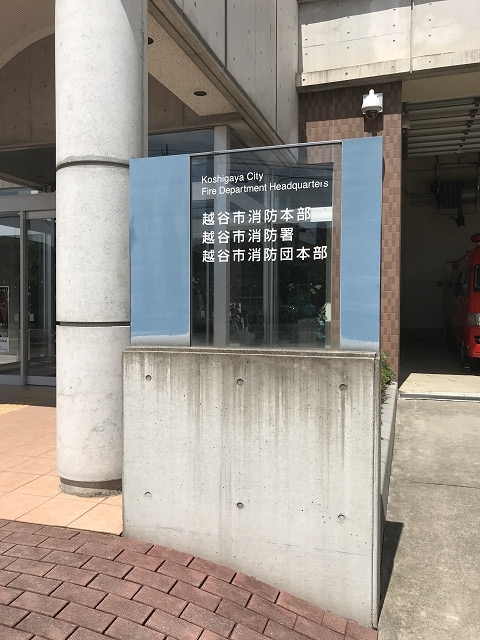 Koshigaya City
Fire Department Headquarters
越谷市消防本部
越谷市消防署
越谷市消防団本部